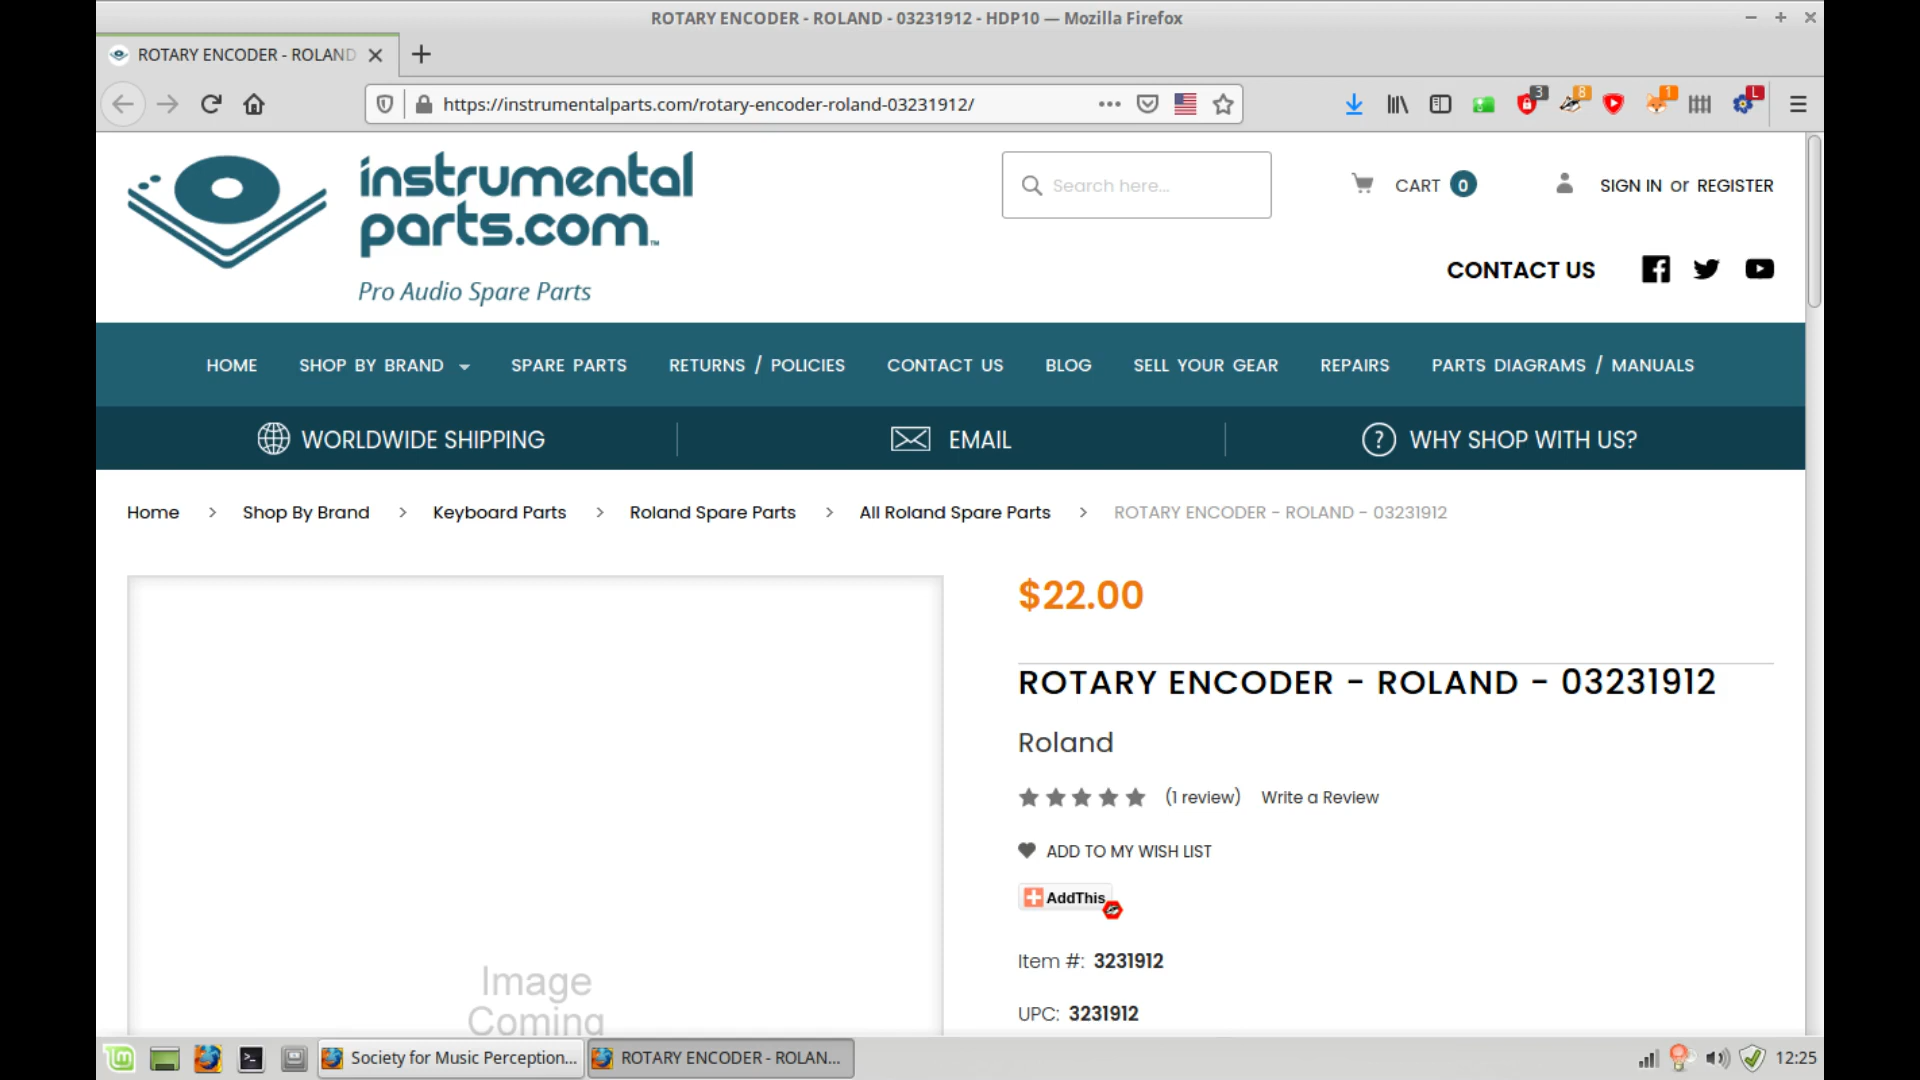 ROTARY ENCODER - ROLAND - 03231912 - HDP10 — Mozilla Firefox
ROTARY ENCODER - ROLAND
https://instrumentalparts.com/rotary-encoder-roland-03231912/
3
8
1
L
instrumental
parts.com™
Pro Audio Spare Parts
Search here...
CART 0
SIGN IN or REGISTER
CONTACT US
HOME SHOP BY BRAND SPARE PARTS RETURNS / POLICIES CONTACT US BLOG SELL YOUR GEAR REPAIRS PARTS DIAGRAMS / MANUALS
WORLDWIDE SHIPPING EMAIL ? WHY SHOP WITH US?
Home > Shop By Brand > Keyboard Parts > Roland Spare Parts > All Roland Spare Parts > ROTARY ENCODER - ROLAND - 03231912
$22.00
ROTARY ENCODER - ROLAND - 03231912
Roland
(1 review) Write a Review
ADD TO MY WISH LIST
AddThis
Item #: 3231912
UPC: 3231912
Image
Coming
Society for Music Perception...
ROTARY ENCODER - ROLAN...
12:25